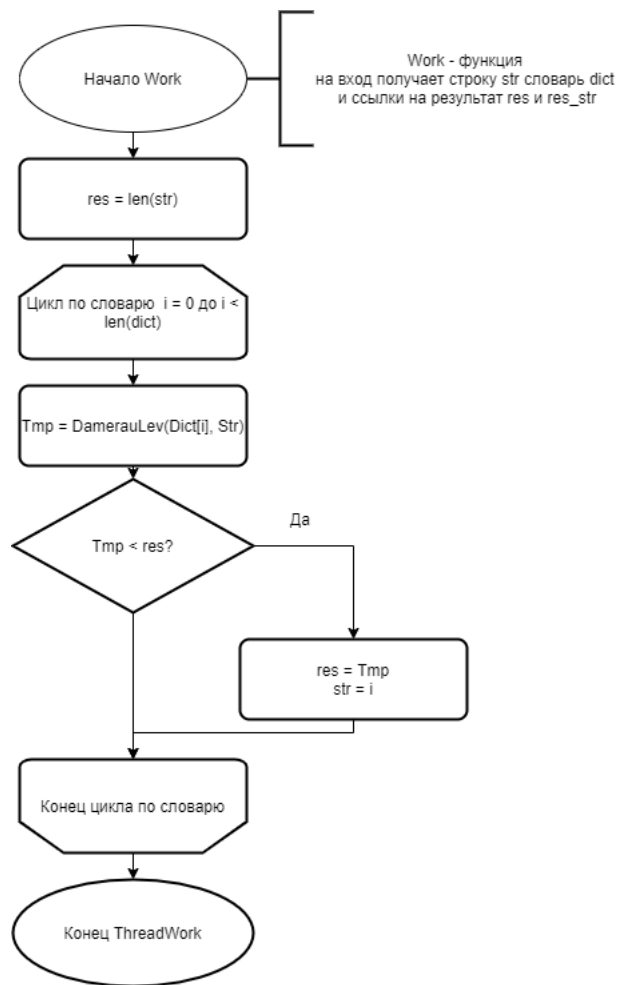 Начало Work
Work - функция
на вход получает строку str словарь dict
и ссылки на результат res и res_str
res = len(str)
Цикл по словарю i = 0 до i <
len(dict)
Tmp = DamerauLev(Dict[i], Str)
Tmp < res?
Да
res = Tmp
str = i
Конец цикла по словарю
Конец ThreadWork